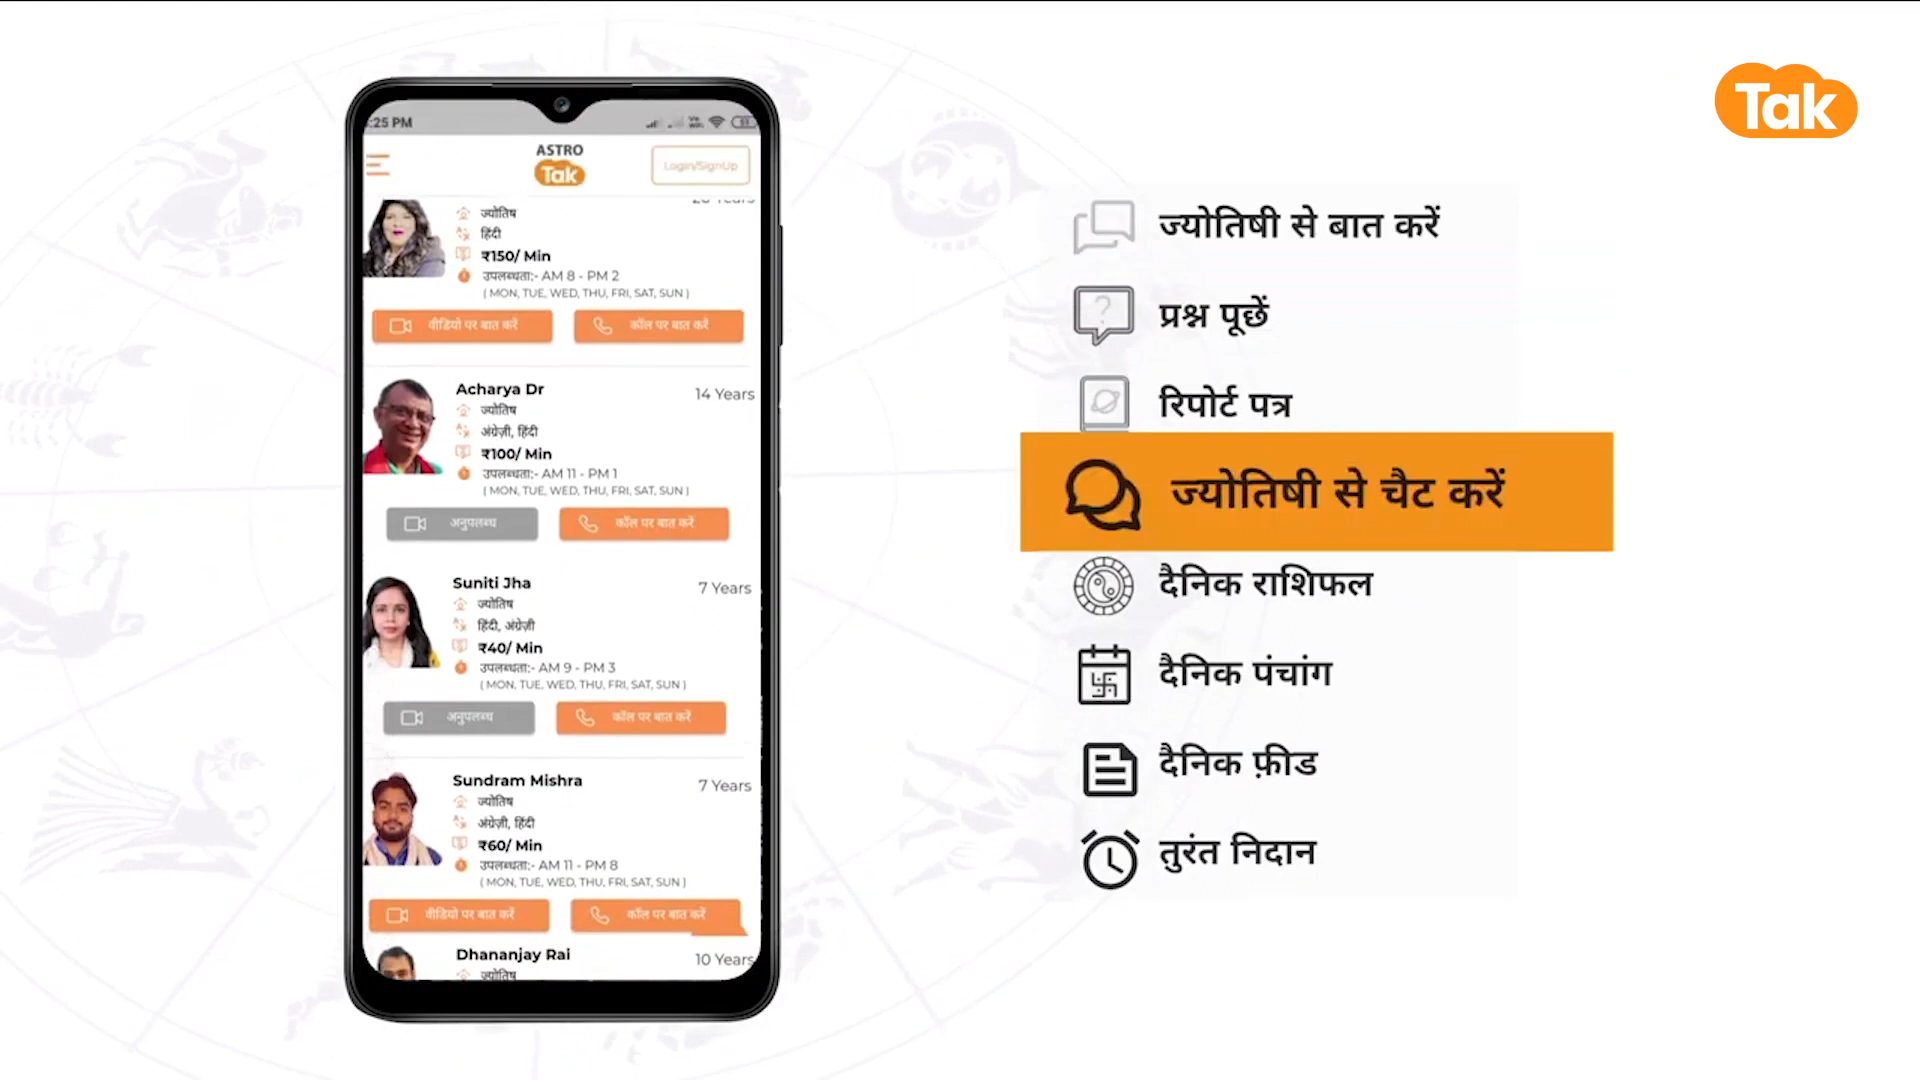 :25 PM
ASTRO
Tak
Login/SignUp
ज्योतिष
हिंदी
₹150/ Min
उपलब्धता:- AM 8 - PM 2
( MON, TUE, WED, THU, FRI, SAT, SUN )
वीडियो पर बात करें
कॉल पर बात करें
Acharya Dr
14 Years
ज्योतिष
अंग्रेज़ी, हिंदी
₹100/ Min
उपलब्धता:- AM 11 - PM 1
( MON, TUE, WED, THU, FRI, SAT, SUN )
अनुपलब्ध
कॉल पर बात करें
Suniti Jha
7 Years
ज्योतिष
हिंदी, अंग्रेज़ी
₹40/ Min
उपलब्धता:- AM 9 - PM 3
( MON, TUE, WED, THU, FRI, SAT, SUN )
अनुपलब्ध
कॉल पर बात करें
Sundram Mishra
7 Years
ज्योतिष
अंग्रेज़ी, हिंदी
₹60/ Min
उपलब्धता:- AM 11 - PM 8
( MON, TUE, WED, THU, FRI, SAT, SUN )
वीडियो पर बात करें
कॉल पर बात करें
Dhananjay Rai
10 Years
ज्योतिष
Tak
ज्योतिषी से बात करें
प्रश्न पूछें
रिपोर्ट पत्र
ज्योतिषी से चैट करें
दैनिक राशिफल
दैनिक पंचांग
दैनिक फ़ीड
तुरंत निदान